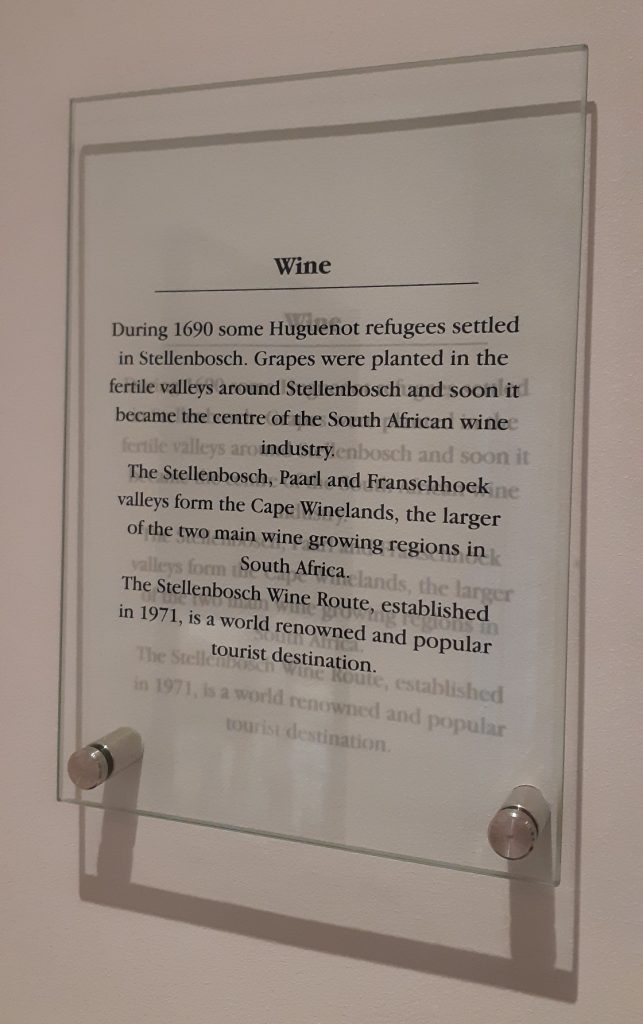 Wine
During 1690 some Huguenot refugees settled
in Stellenbosch. Grapes were planted in the
fertile valleys around Stellenbosch and soon it
became the centre of the South African wine
industry.
The Stellenbosch, Paarl and Franschhoek
valleys form the Cape Winelands, the larger
of the two main wine growing regions in
South Africa.
The Stellenbosch Wine Route, established
in 1971, is a world renowned and popular
tourist destination.